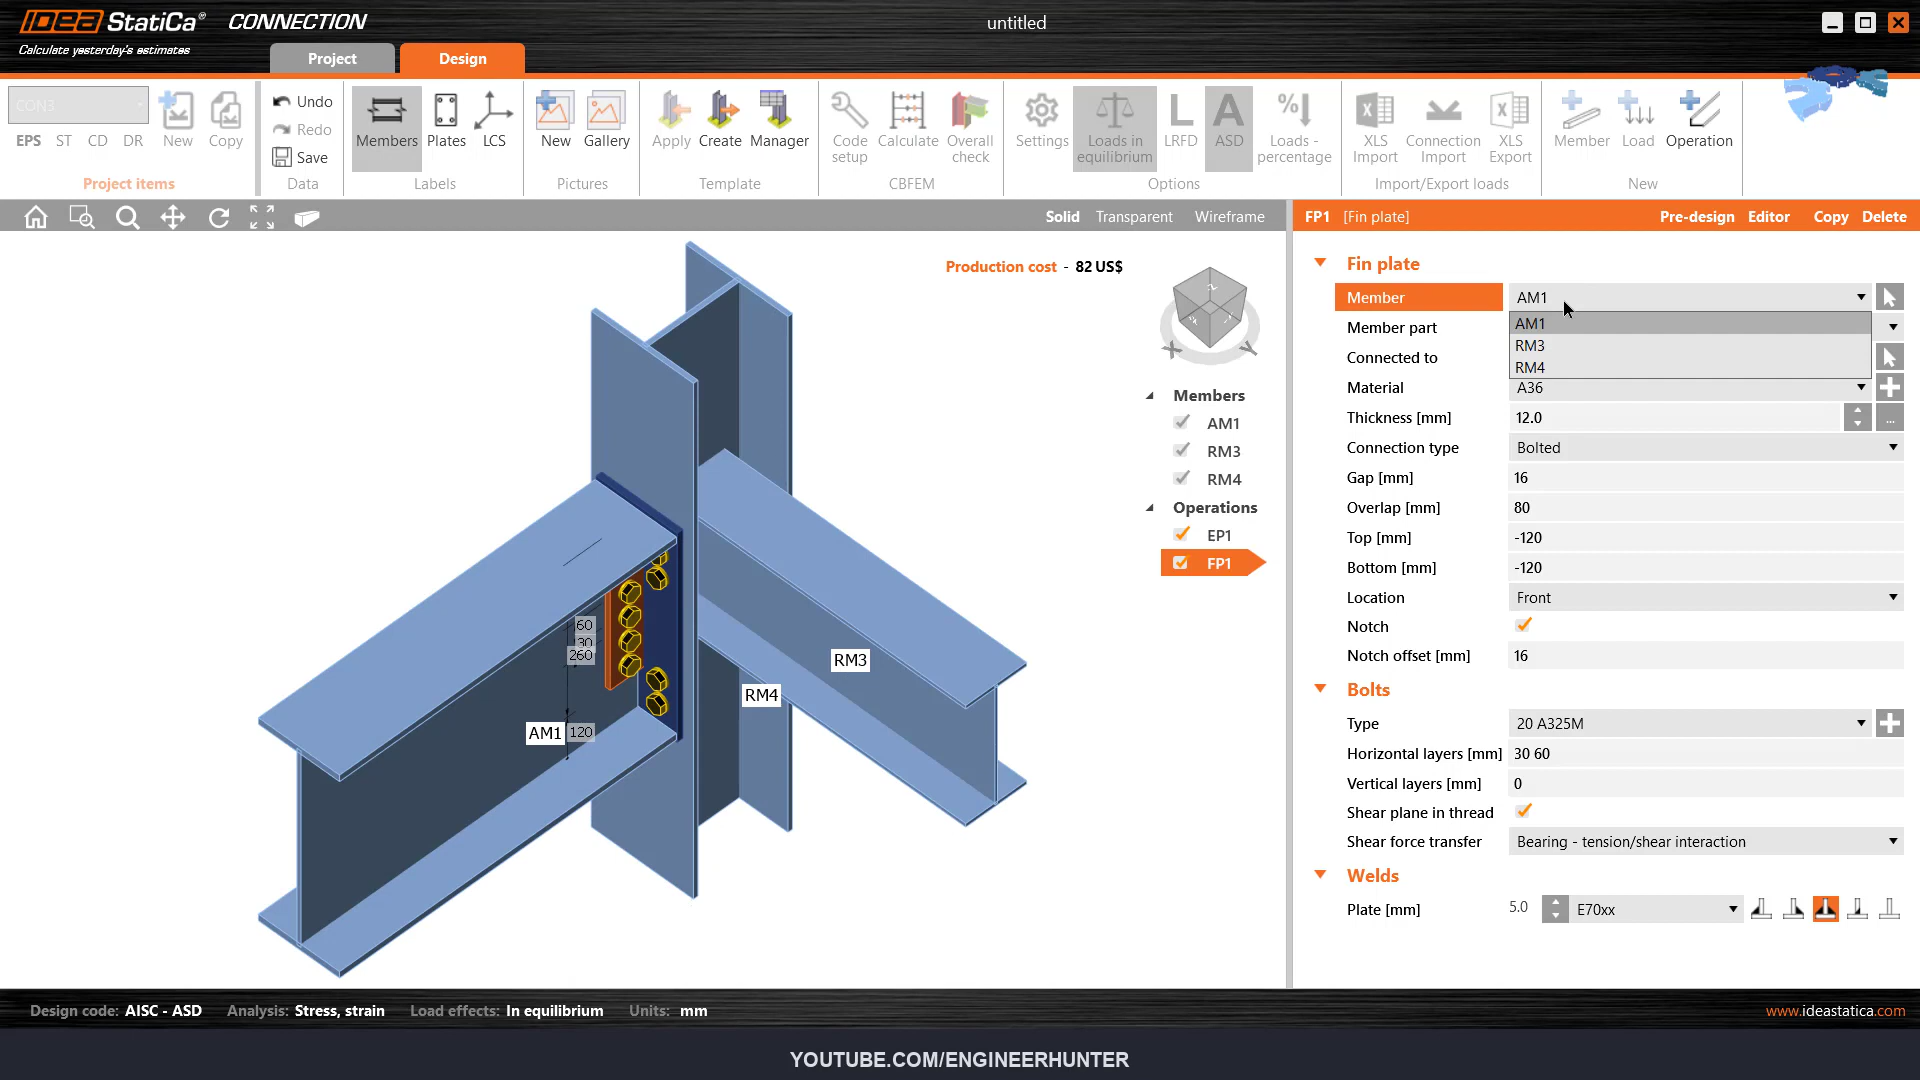 IDEA StatiCa® CONNECTION
Calculate yesterday's estimates
untitled
Project
Design
CON3
EPS ST CD DR
New
Copy
Project items
Undo
Redo
Save
Data
Members
Plates
LCS
Labels
New
Gallery
Pictures
Apply
Create
Manager
Template
Code setup
Calculate
Overall check
CBFEM
Settings
Loads in equilibrium
LRFD
ASD
Loads - percentage
Options
XLS Import
Connection Import
XLS Export
Import/Export loads
Member
Load
Operation
New
Solid Transparent Wireframe
FP1 [Fin plate]
Pre-design Editor Copy Delete
Production cost - 82 US$
Members
AM1
RM3
RM4
Operations
EP1
FP1
60
30
260
120
AM1
RM4
RM3
Fin plate
Member AM1
AM1
RM3
RM4
Member part
Connected to
Material A36
Thickness [mm] 12.0 ...
Connection type Bolted
Gap [mm] 16
Overlap [mm] 80
Top [mm] -120
Bottom [mm] -120
Location Front
Notch
Notch offset [mm] 16
Bolts
Type 20 A325M
Horizontal layers [mm] 30 60
Vertical layers [mm] 0
Shear plane in thread
Shear force transfer Bearing - tension/shear interaction
Welds
Plate [mm] 5.0 E70xx
Design code: AISC - ASD Analysis: Stress, strain Load effects: In equilibrium Units: mm
www.ideastatica.com
YOUTUBE.COM/ENGINEERHUNTER